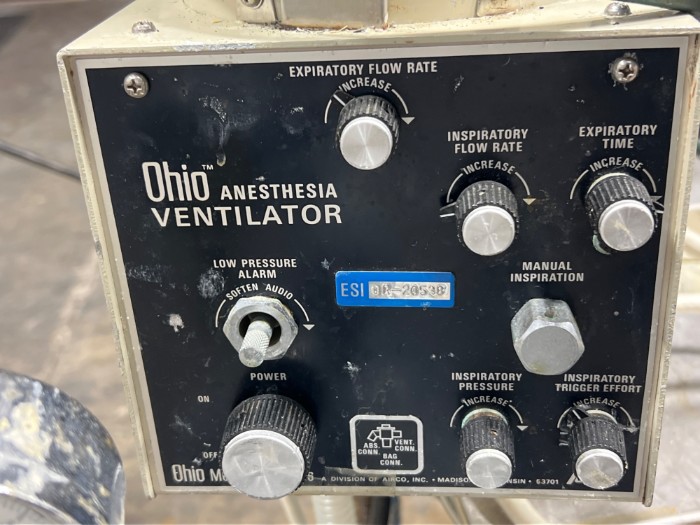 EXPIRATORY FLOW RATE
INCREASE
INSPIRATORY
FLOW RATE
INCREASE
EXPIRATORY
TIME
INCREASE
Ohio™ ANESTHESIA
VENTILATOR
LOW PRESSURE
ALARM
SOFTEN AUDIO
ESI
MANUAL
INSPIRATION
POWER
ON
OFF
INSPIRATORY
PRESSURE
INCREASE
INSPIRATORY
TRIGGER EFFORT
INCREASE
ABS. CONN.
VENT. CONN.
BAG CONN.
Ohio
A DIVISION OF AIRCO, INC. • 53701